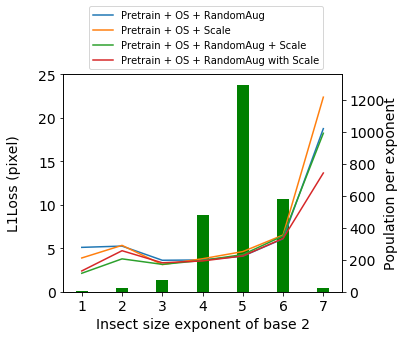 Pretrain + OS + RandomAug
Pretrain + OS + Scale
Pretrain + OS + RandomAug + Scale
Pretrain + OS + RandomAug with Scale
25
20
15
10
5
0
L1Loss (pixel)
1200
1000
800
600
400
200
0
Population per exponent
1 2 3 4 5 6 7
Insect size exponent of base 2